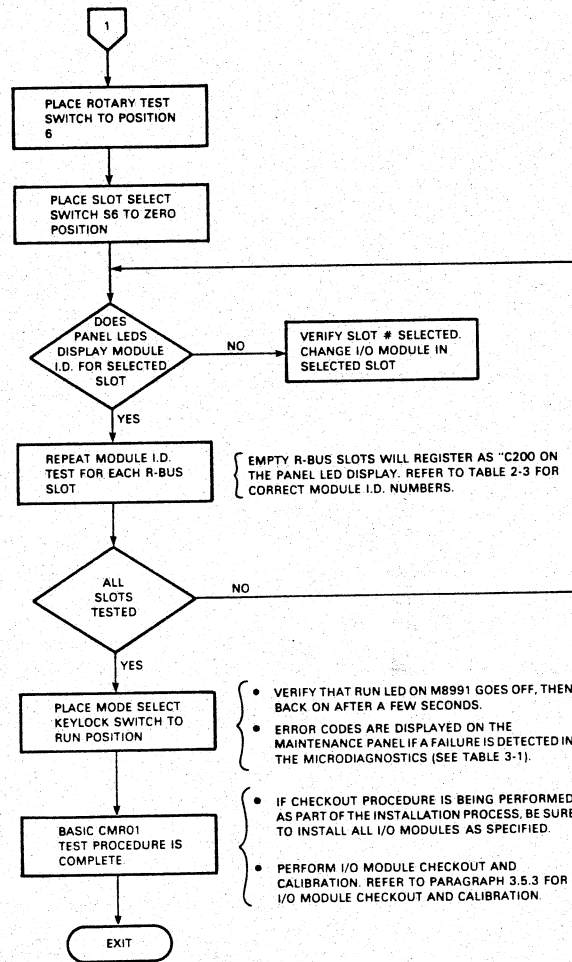 1
PLACE ROTARY TEST
SWITCH TO POSITION
6
PLACE SLOT SELECT
SWITCH S6 TO ZERO
POSITION
DOES
PANEL LEDS
DISPLAY MODULE
I.D. FOR SELECTED
SLOT
NO
VERIFY SLOT # SELECTED.
CHANGE I/O MODULE IN
SELECTED SLOT
YES
REPEAT MODULE I.D.
TEST FOR EACH R-BUS
SLOT
EMPTY R-BUS SLOTS WILL REGISTER AS "C200 ON
THE PANEL LED DISPLAY. REFER TO TABLE 2-3 FOR
CORRECT MODULE I.D. NUMBERS.
ALL
SLOTS
TESTED
NO
YES
PLACE MODE SELECT
KEYLOCK SWITCH TO
RUN POSITION
• VERIFY THAT RUN LED ON M8991 GOES OFF, THEN
BACK ON AFTER A FEW SECONDS.
• ERROR CODES ARE DISPLAYED ON THE
MAINTENANCE PANEL IF A FAILURE IS DETECTED IN
THE MICRODIAGNOSTICS (SEE TABLE 3-1).
BASIC CMR01
TEST PROCEDURE IS
COMPLETE
• IF CHECKOUT PROCEDURE IS BEING PERFORMED
AS PART OF THE INSTALLATION PROCESS, BE SURE
TO INSTALL ALL I/O MODULES AS SPECIFIED.
• PERFORM I/O MODULE CHECKOUT AND
CALIBRATION. REFER TO PARAGRAPH 3.5.3 FOR
I/O MODULE CHECKOUT AND CALIBRATION.
EXIT